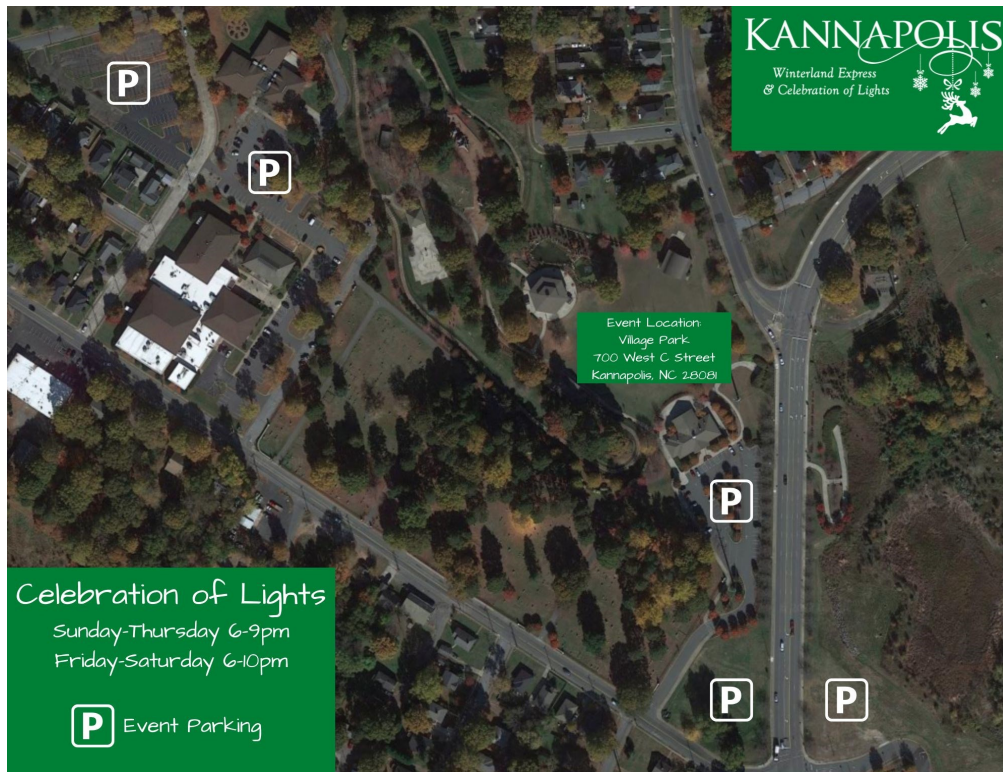 KANNAPOLIS
Winterland Express
& Celebration of Lights
P
P
Event Location:
Village Park
700 West C Street
Kannapolis, NC 28081
P
Celebration of Lights
Sunday-Thursday 6-9pm
Friday-Saturday 6-10pm
P Event Parking
P
P